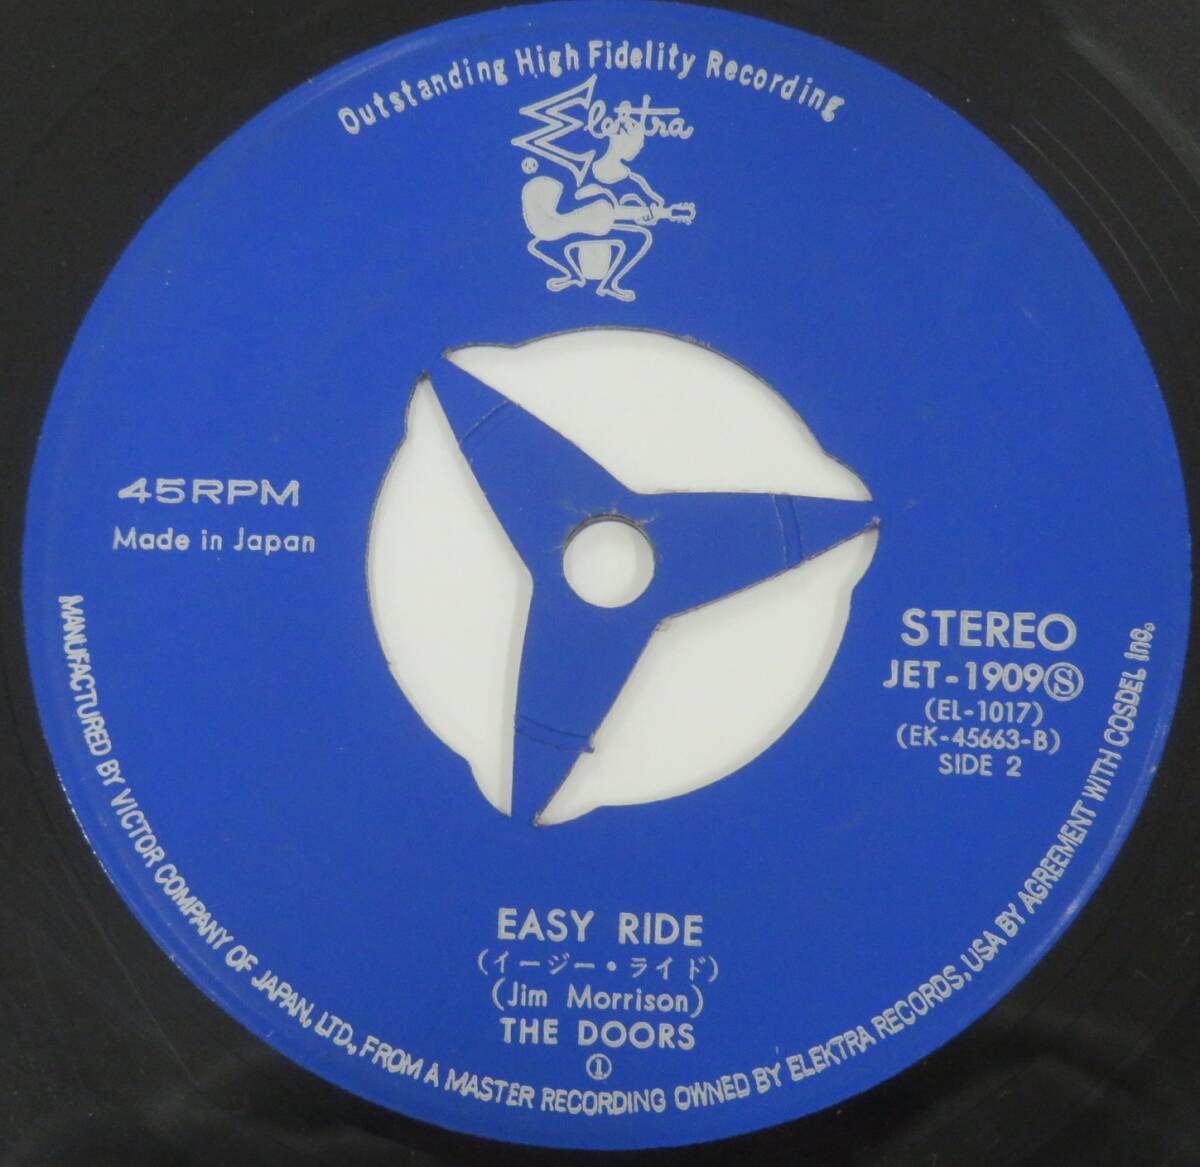 Outstanding High Fidelity Recording
Elektra
®
45RPM
Made in Japan
STEREO
JET-1909Ⓢ
(EL-1017)
(EK-45663-B)
SIDE 2
EASY RIDE
(イージー・ライド)
(Jim Morrison)
THE DOORS
①
MANUFACTURED BY VICTOR COMPANY OF JAPAN, LTD., FROM A MASTER RECORDING OWNED BY ELEKTRA RECORDS, USA BY AGREEMENT WITH COSDEL Inc.